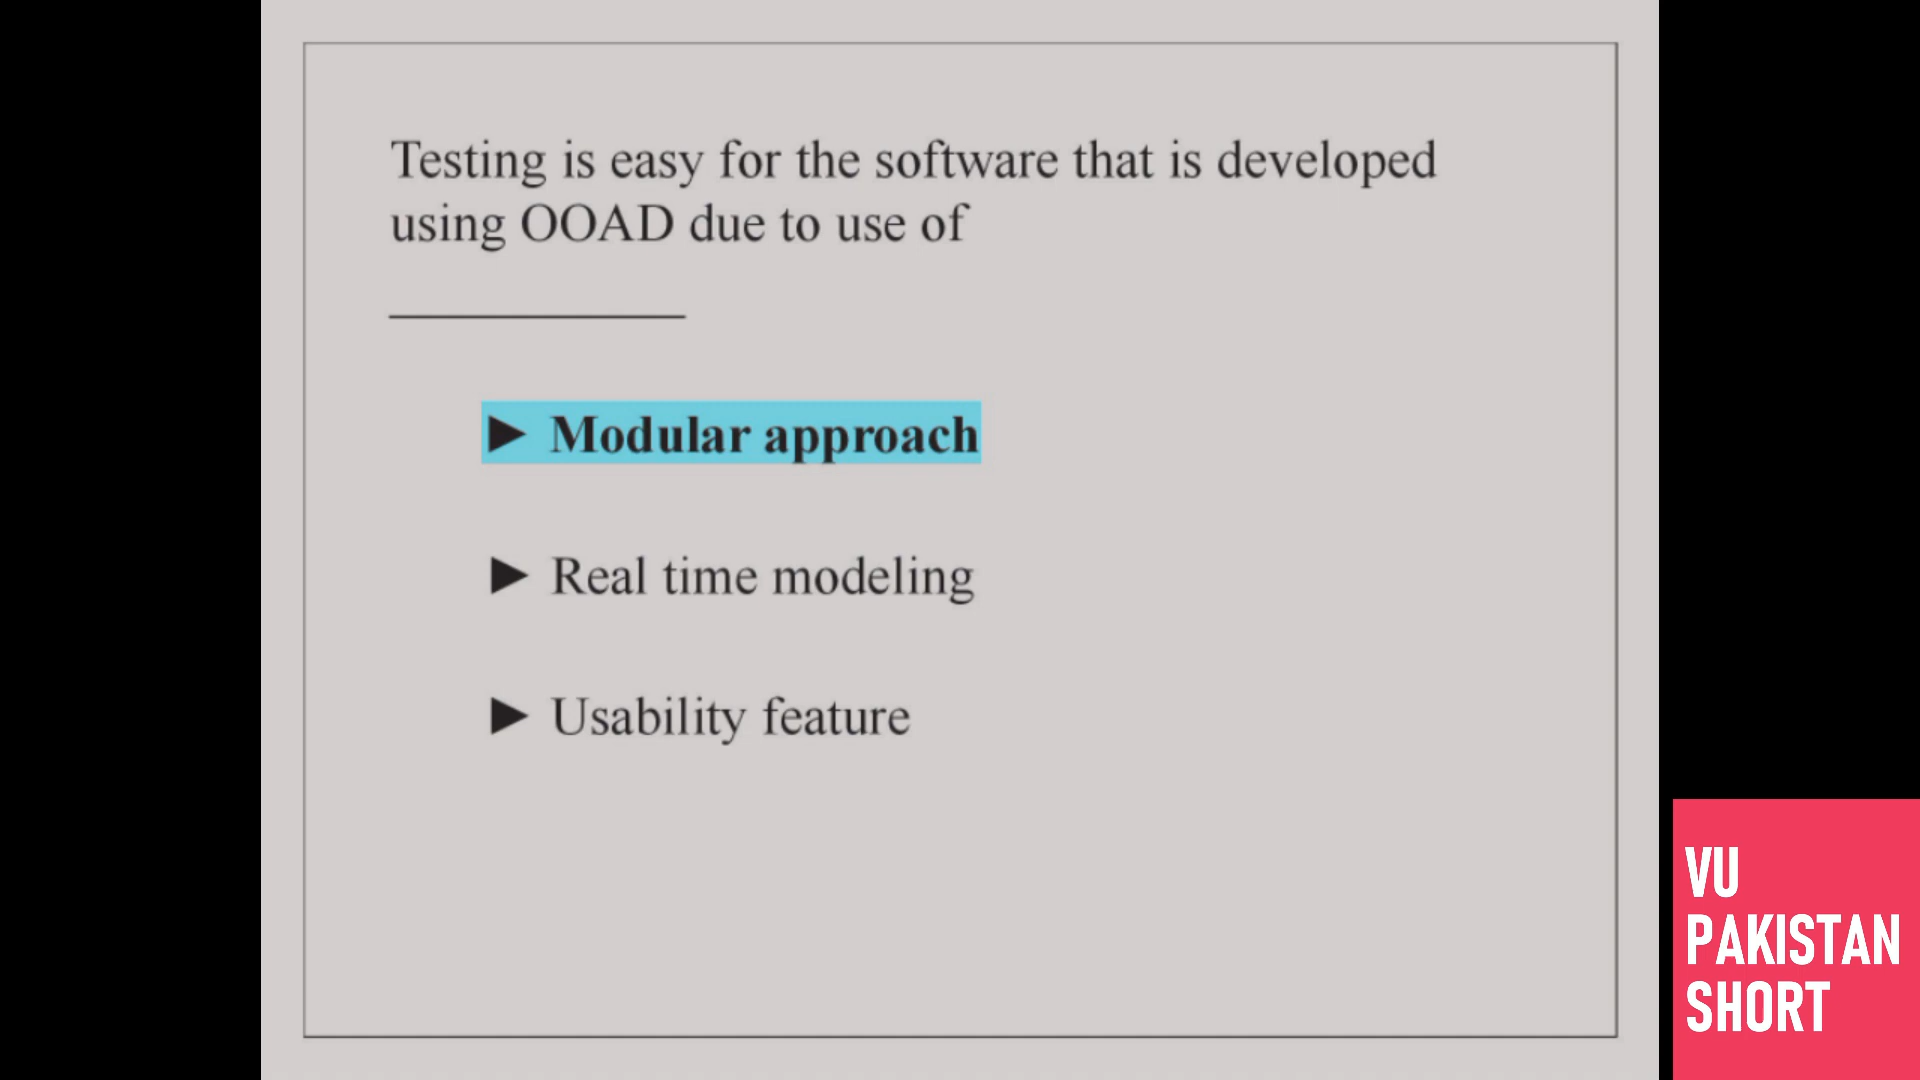 Testing is easy for the software that is developed
using OOAD due to use of
___________
► Modular approach
► Real time modeling
► Usability feature
VU
PAKISTAN
SHORT